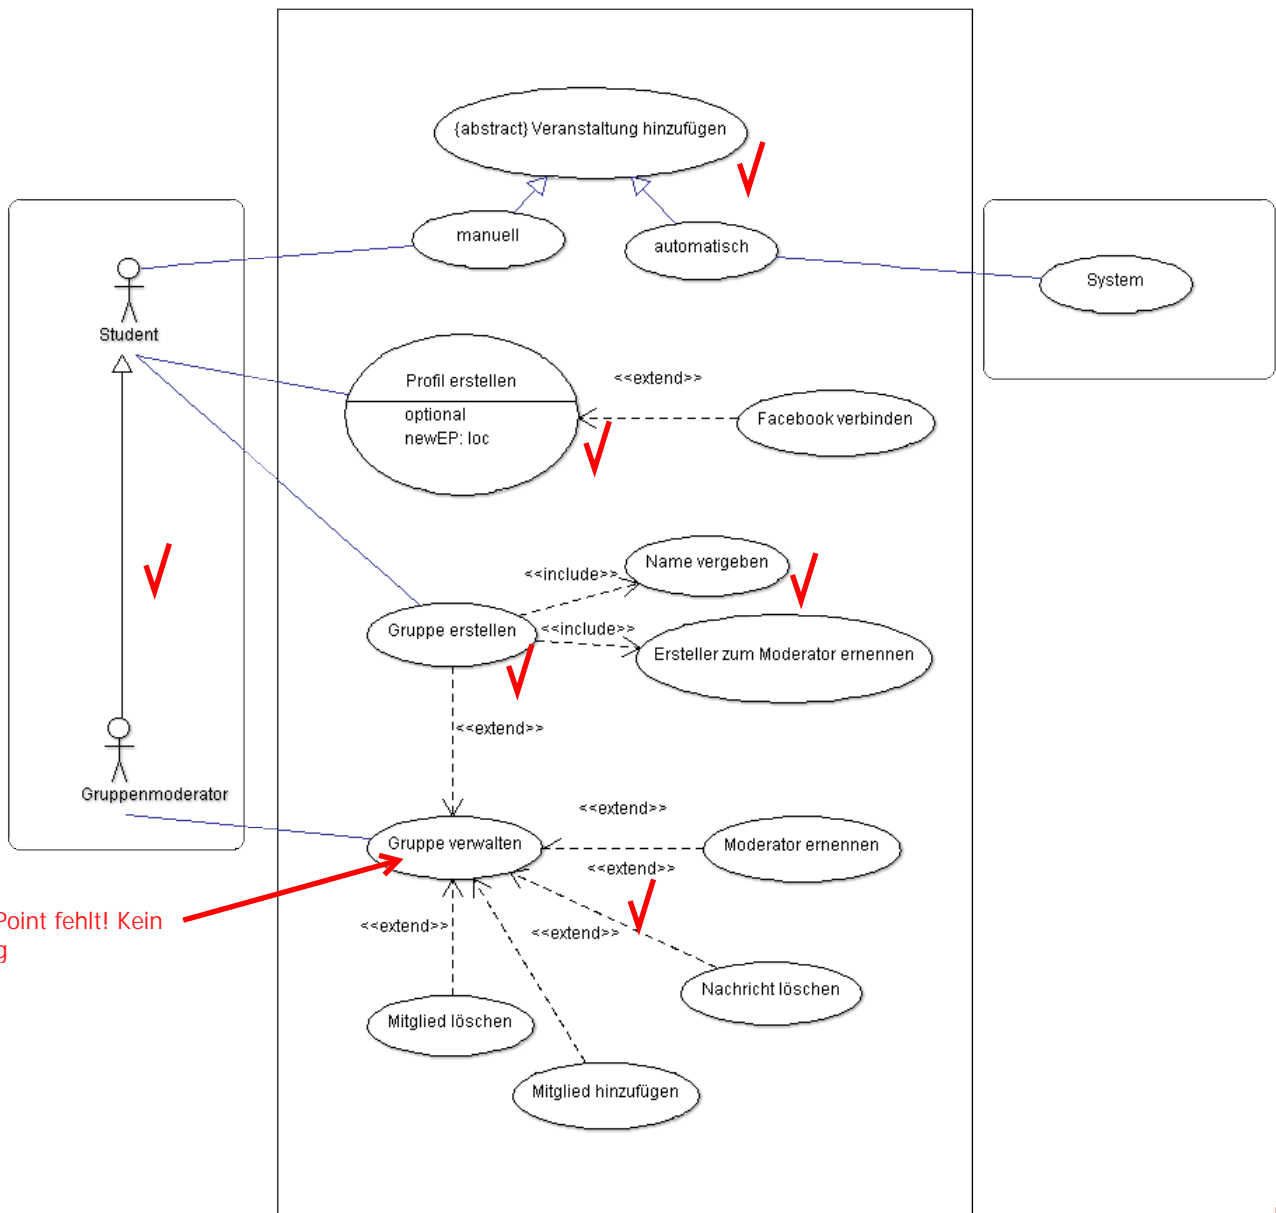 {abstract} Veranstaltung hinzufügen
manuell
automatisch
System
Student
Profil erstellen
optional
newEP: loc
<<extend>>
Facebook verbinden
Name vergeben
<<include>>
Gruppe erstellen
<<include>>
Ersteller zum Moderator ernennen
<<extend>>
Gruppenmoderator
<<extend>>
Gruppe verwalten
Moderator ernennen
<<extend>>
Point fehlt! Kein
g
<<extend>>
<<extend>>
Nachricht löschen
Mitglied löschen
Mitglied hinzufügen